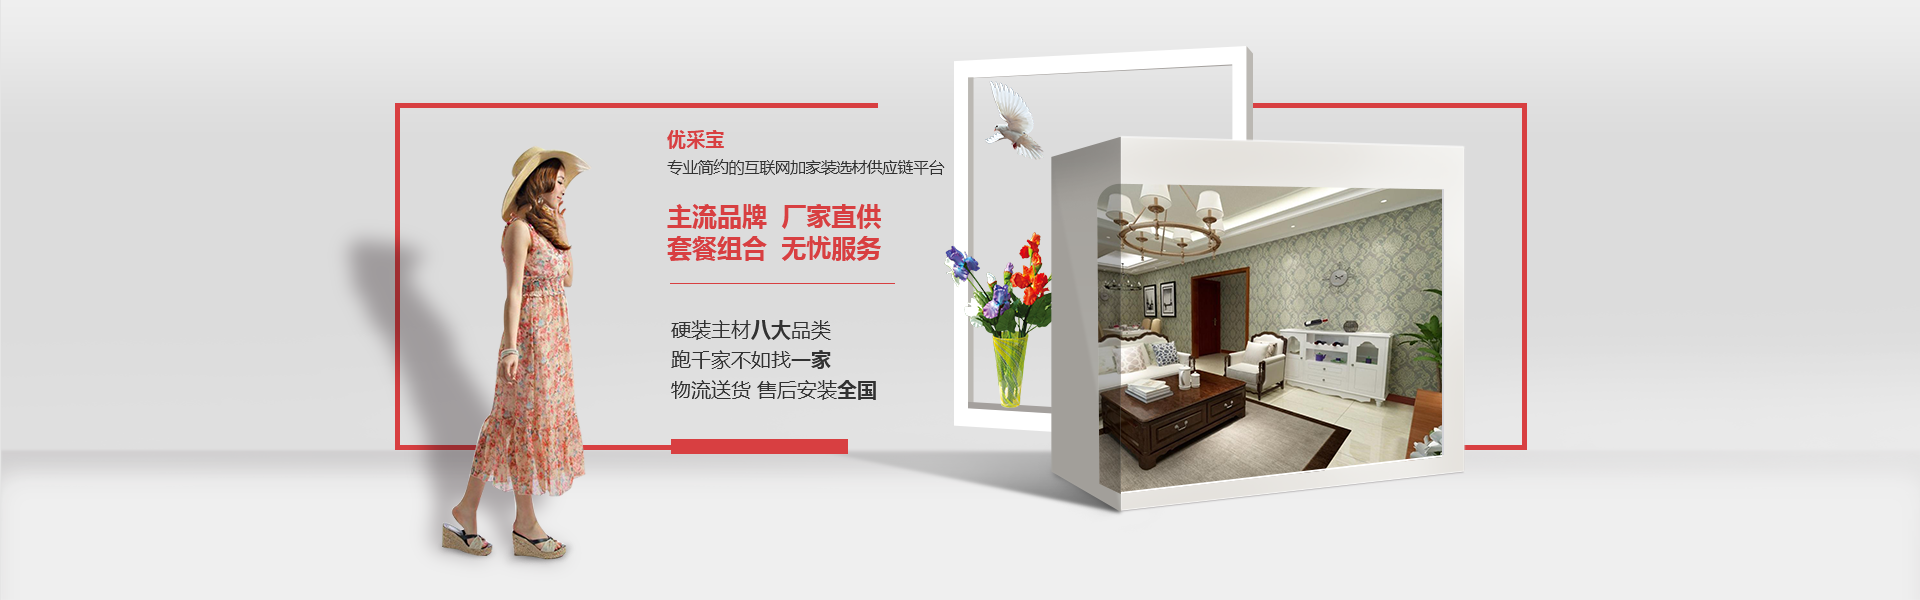 优采宝
专业简约的互联网加家装选材供应链平台
主流品牌 厂家直供
套餐组合 无忧服务
硬装主材八大品类
跑千家不如找一家
物流送货 售后安装全国